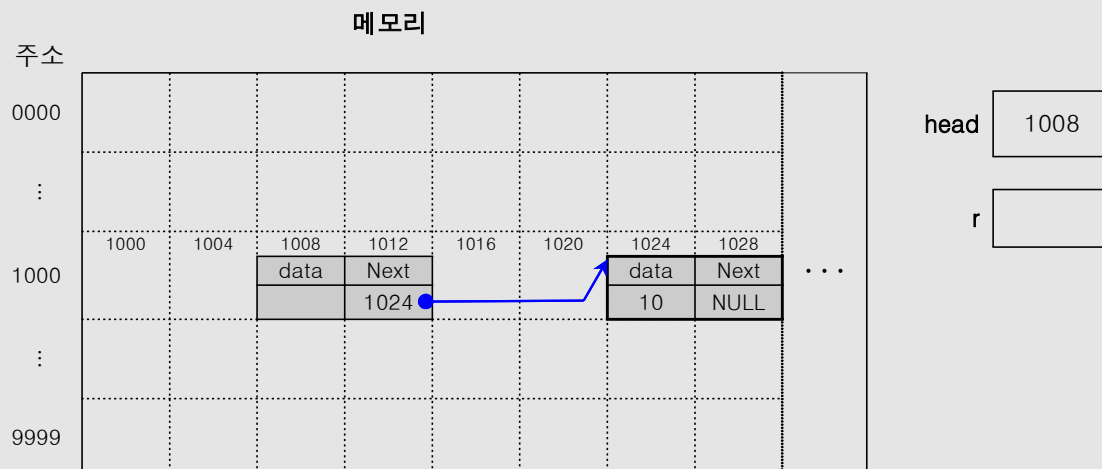 메모리
주소
0000
head 1008
⋮
r
1000 1004 1008 1012 1016 1020 1024 1028
1000 data Next data Next ···
1024 10 NULL
⋮
9999